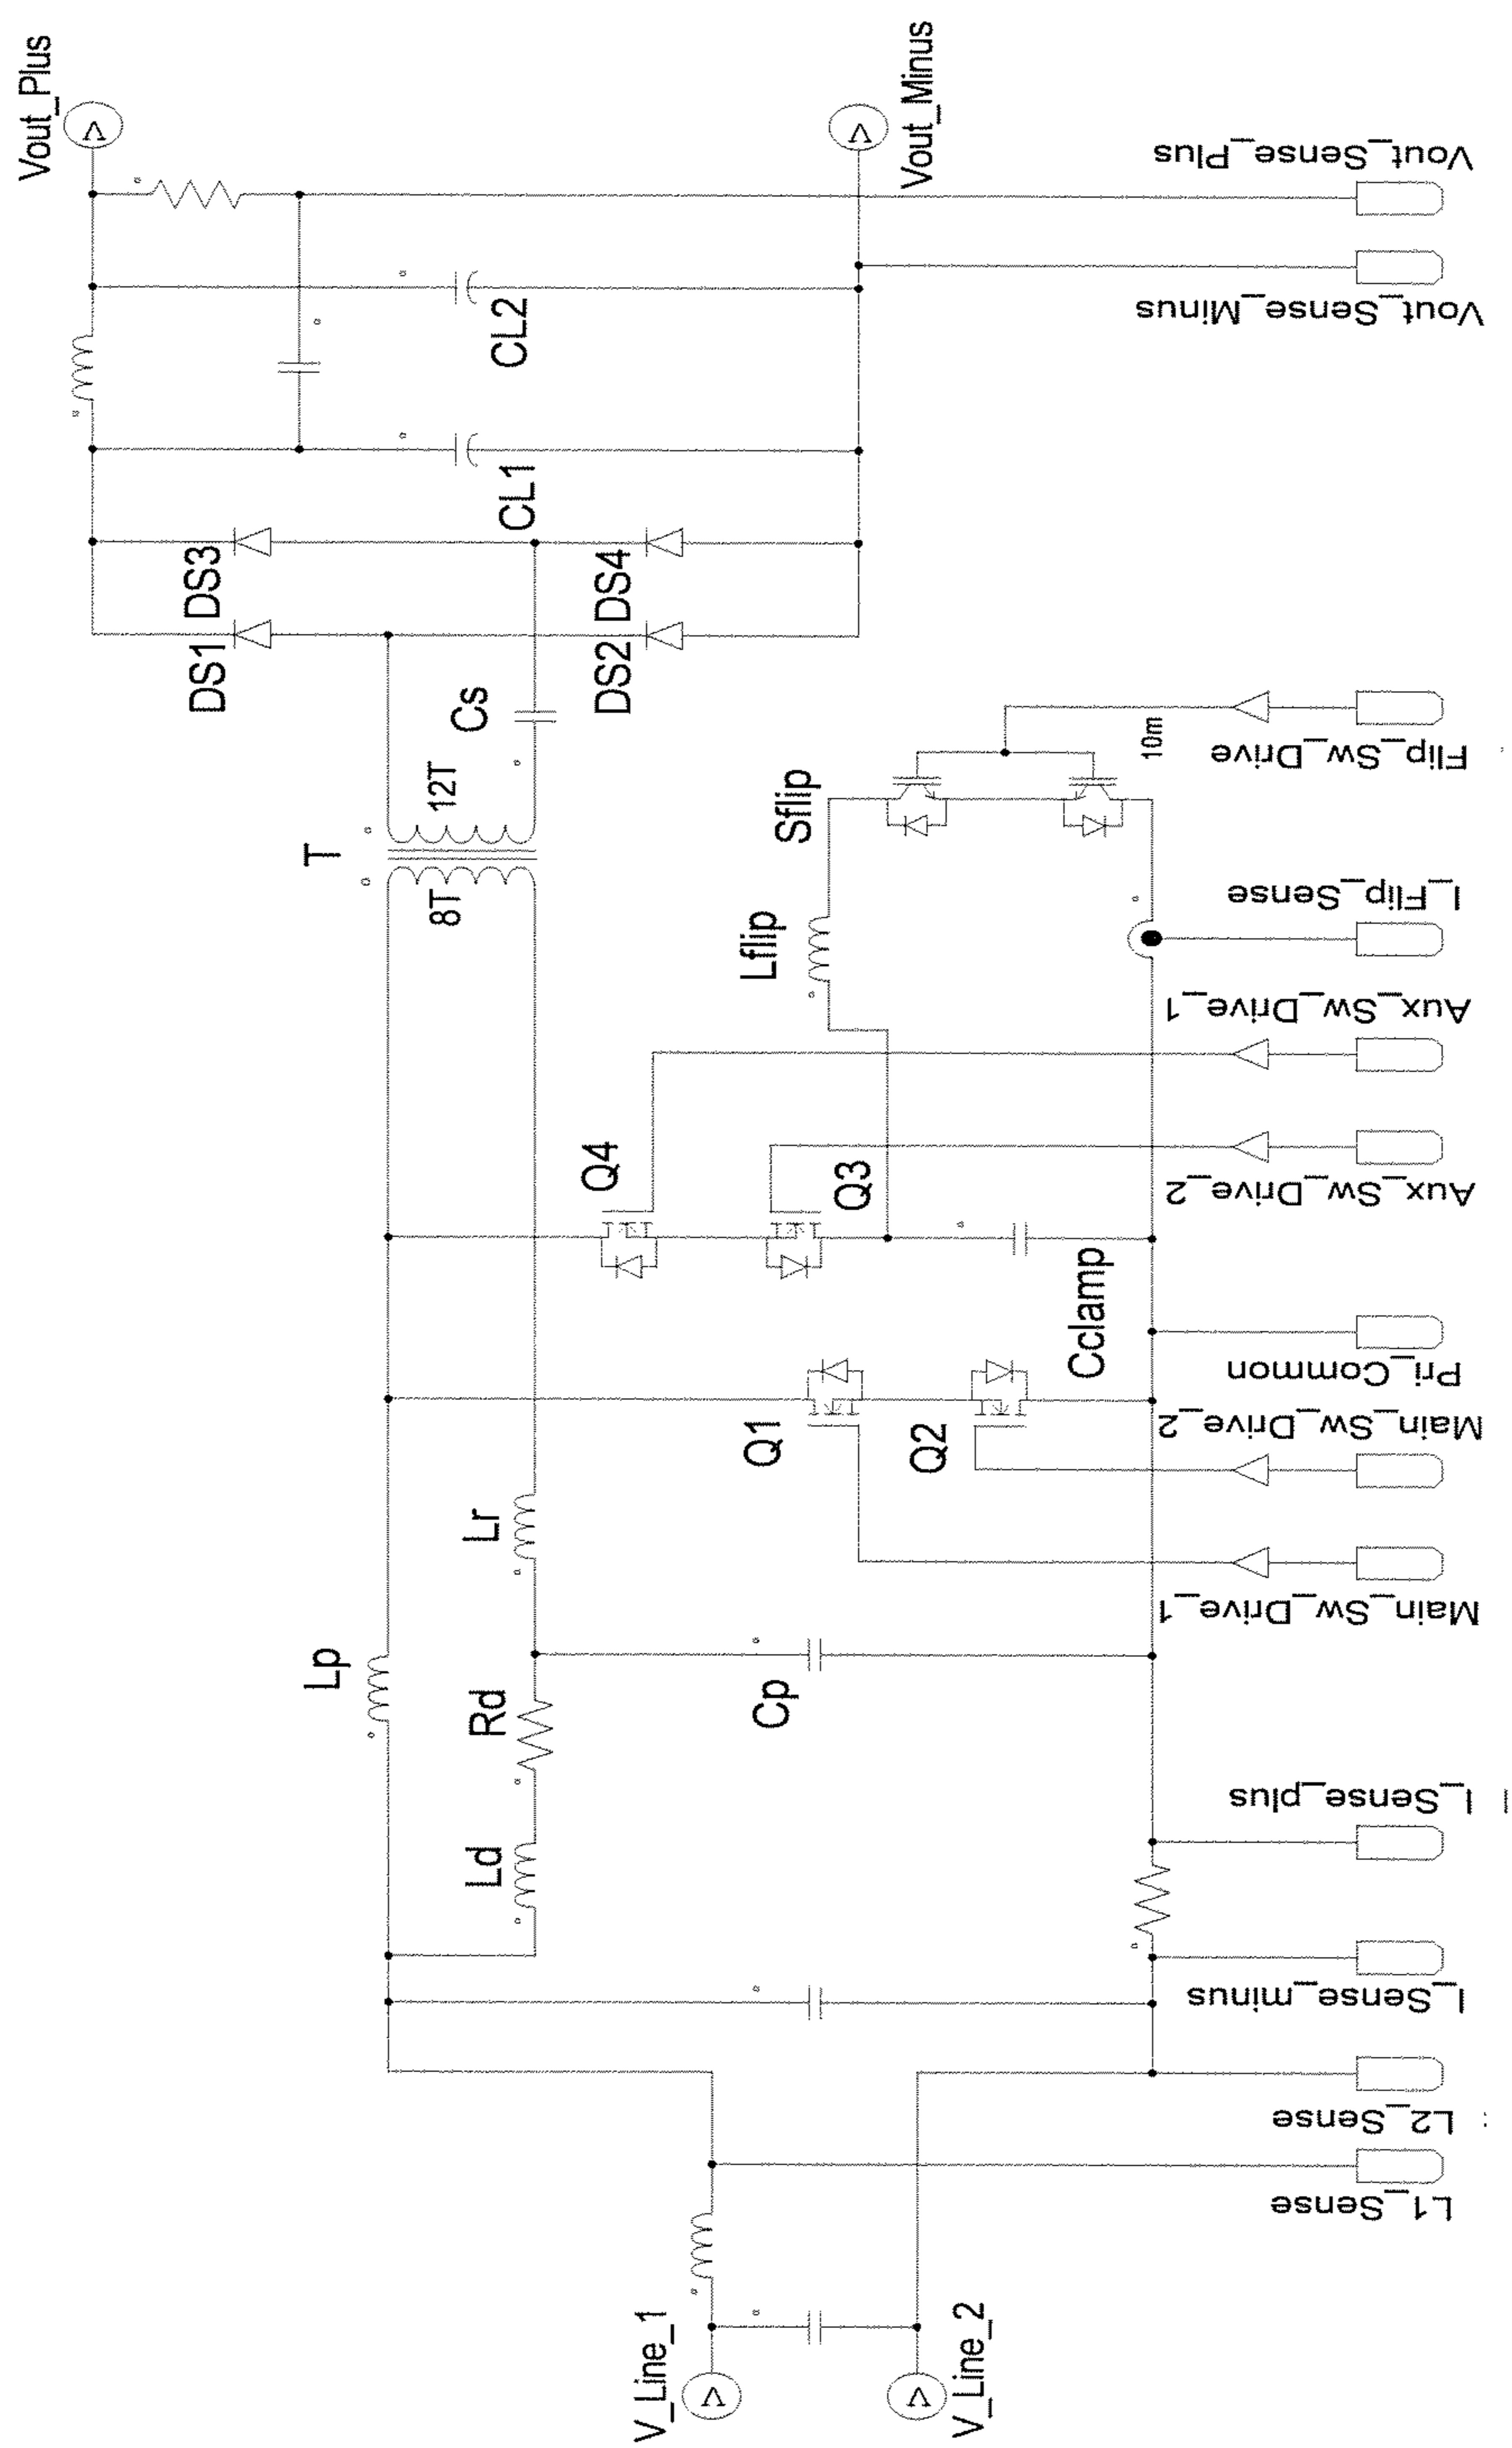 Vout_Plus
Vout_Minus
DS1
DS3
CL1
CL2
DS2
DS4
Cs
T
8T
12T
Vout_Sense_Plus
Vout_Sense_Minus
Sflip
Lflip
10m
Flip_Sw_Drive
I_Flip_Sense
Aux_Sw_Drive_1
Aux_Sw_Drive_2
Q4
Q3
Cclamp
Q1
Q2
Pri_Common
Main_Sw_Drive_2
Main_Sw_Drive_1
Lr
Lp
Rd
Ld
Cp
I_Sense_plus
I_Sense_minus
L2_Sense
L1_Sense
V_Line_1
V_Line_2
V
V
V
V